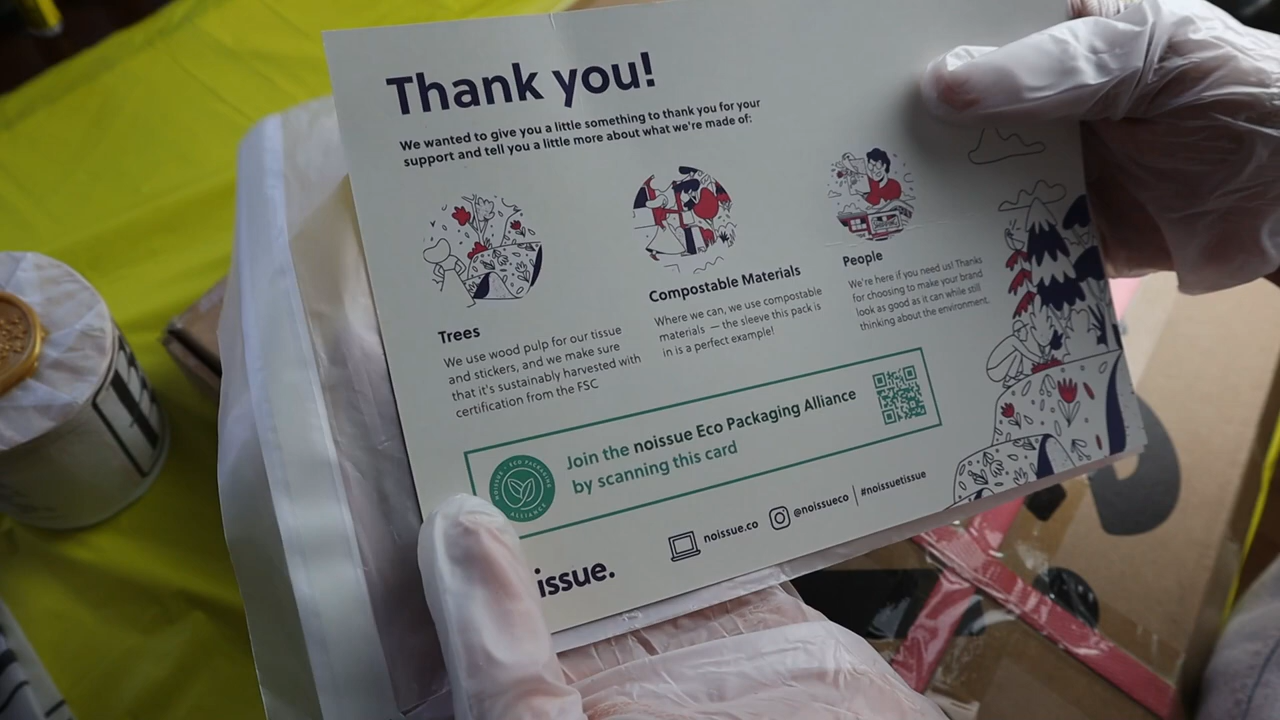 Thank you!
We wanted to give you a little something to thank you for your
support and tell you a little more about what we're made of:
Trees
We use wood pulp for our tissue
and stickers, and we make sure
that it's sustainably harvested with
certification from the FSC
Compostable Materials
Where we can, we use compostable
materials — the sleeve this pack is
in is a perfect example!
People
We're here if you need us! Thanks
for choosing to make your brand
look as good as it can while still
thinking about the environment.
NOISSUE • ECO PACKAGING
ALLIANCE
Join the noissue Eco Packaging Alliance
by scanning this card
issue.
noissue.co
@noissueco
#noissuetissue